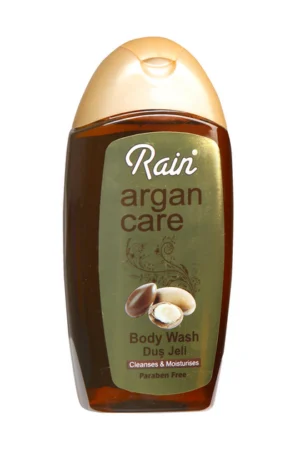 Rain
argan
care
Body Wash
Duş Jeli
Cleanses & Moisturises
Paraben Free